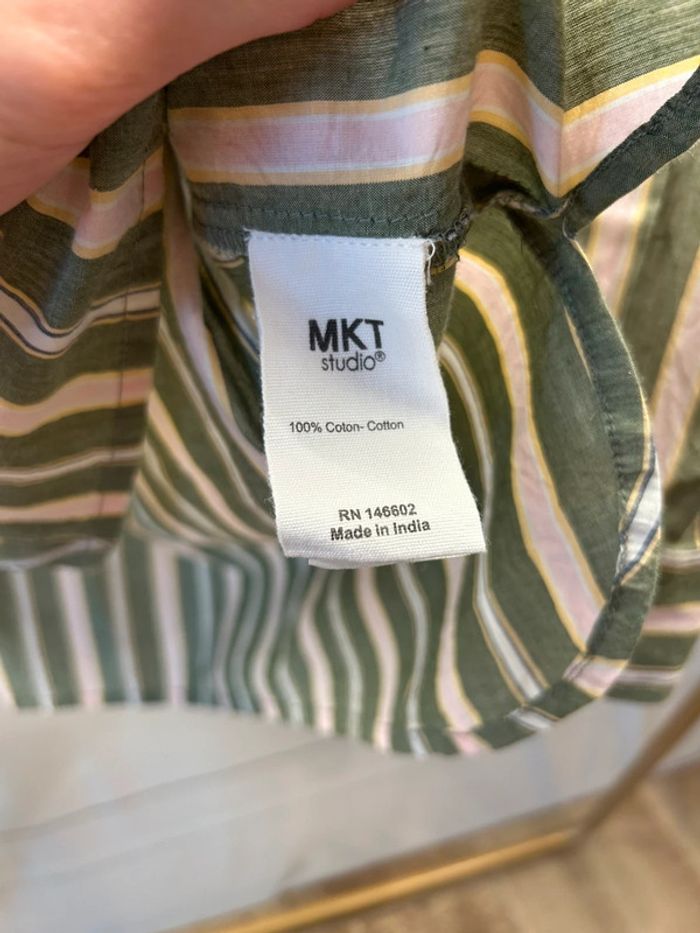 MKT
studio®
100% Coton- Cotton
RN 146602
Made in India